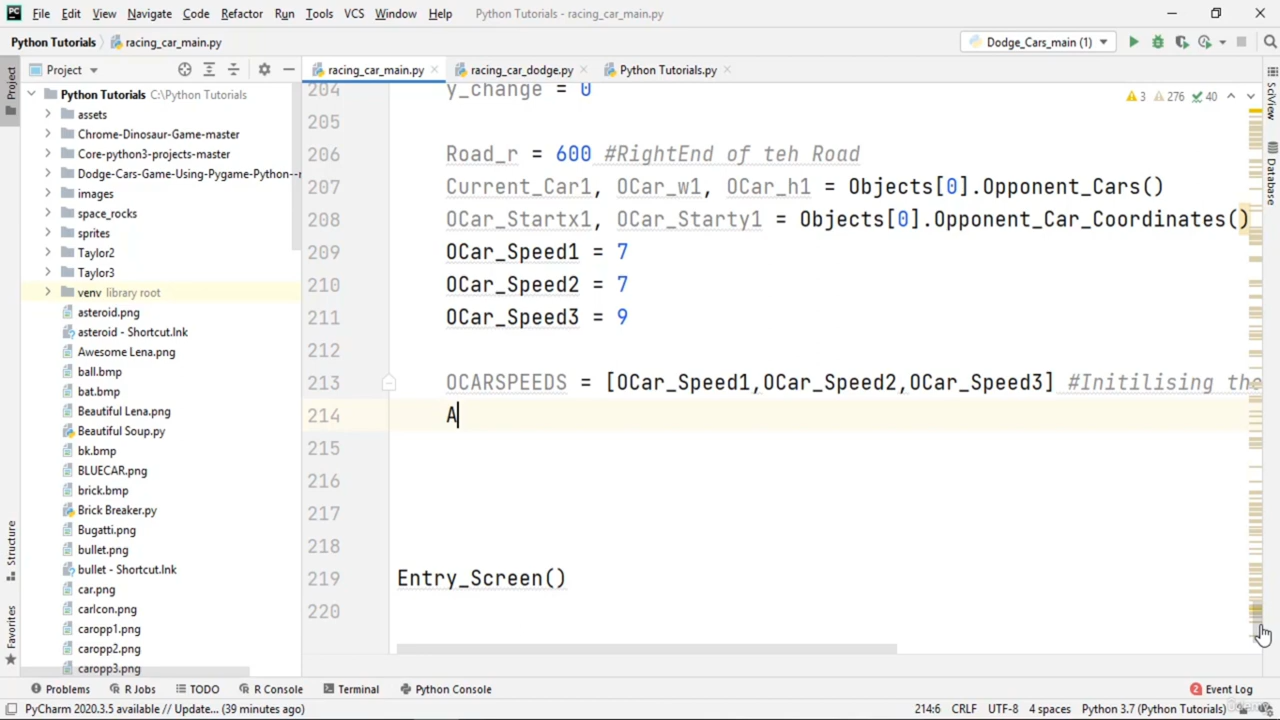 File Edit View Navigate Code Refactor Run Tools VCS Window Help Python Tutorials - racing_car_main.py
Python Tutorials racing_car_main.py Dodge_Cars_main (1)
Project racing_car_main.py racing_car_dodge.py Python Tutorials.py
Project
Python Tutorials C:\Python Tutorials
assets
Chrome-Dinosaur-Game-master
Core-python3-projects-master
Dodge-Cars-Game-Using-Pygame-Python--
images
space_rocks
sprites
Taylor2
Taylor3
venv library root
asteroid.png
asteroid - Shortcut.lnk
Awesome Lena.png
ball.bmp
bat.bmp
Beautiful Lena.png
Beautiful Soup.py
bk.bmp
BLUECAR.png
brick.bmp
Brick Breaker.py
Bugatti.png
bullet.png
bullet - Shortcut.lnk
car.png
carIcon.png
caropp1.png
caropp2.png
caropp3.png
3 276 40
204 y_change = 0
205
206 Road_r = 600 #RightEnd of teh Road
207 Current_Car1, OCar_w1, OCar_h1 = Objects[0].Opponent_Cars()
208 OCar_Startx1, OCar_Starty1 = Objects[0].Opponent_Car_Coordinates()
209 OCar_Speed1 = 7
210 OCar_Speed2 = 7
211 OCar_Speed3 = 9
212
213 OCARSPEEDS = [OCar_Speed1,OCar_Speed2,OCar_Speed3] #Initilising the
214 A
215
216
217
218
219 Entry_Screen()
220
SciView
Database
Structure
Favorites
Problems R Jobs TODO R Console Terminal Python Console 2 Event Log
PyCharm 2020.3.5 available // Update... (39 minutes ago) 214:6 CRLF UTF-8 4 spaces Python 3.7 (Python Tutorials)